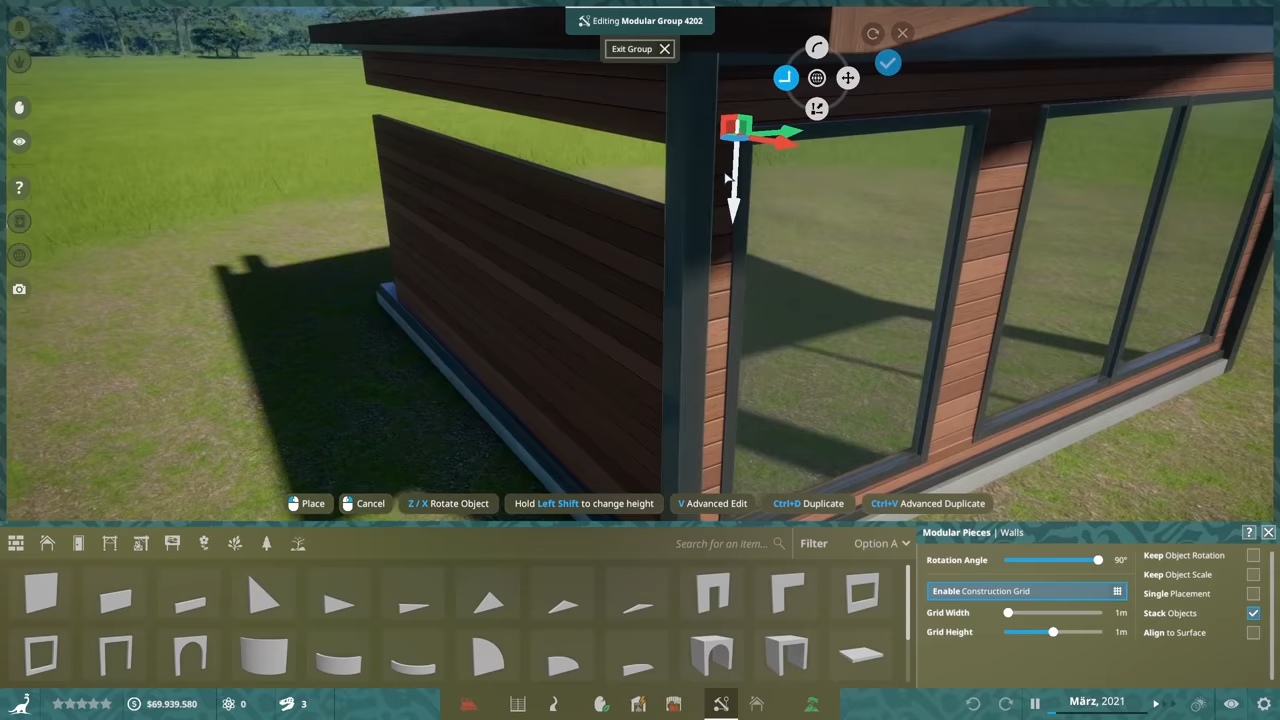 Editing Modular Group 4202
Exit Group
?
Place
Cancel
Z / X Rotate Object
Hold Left Shift to change height
V Advanced Edit
Ctrl+D Duplicate
Ctrl+V Advanced Duplicate
Search for an item...
Filter
Option A
Modular Pieces | Walls
?
Rotation Angle
90°
Enable Construction Grid
Grid Width
1m
Grid Height
1m
Keep Object Rotation
Keep Object Scale
Single Placement
Stack Objects
Align to Surface
$69.939.580
0
3
März, 2021